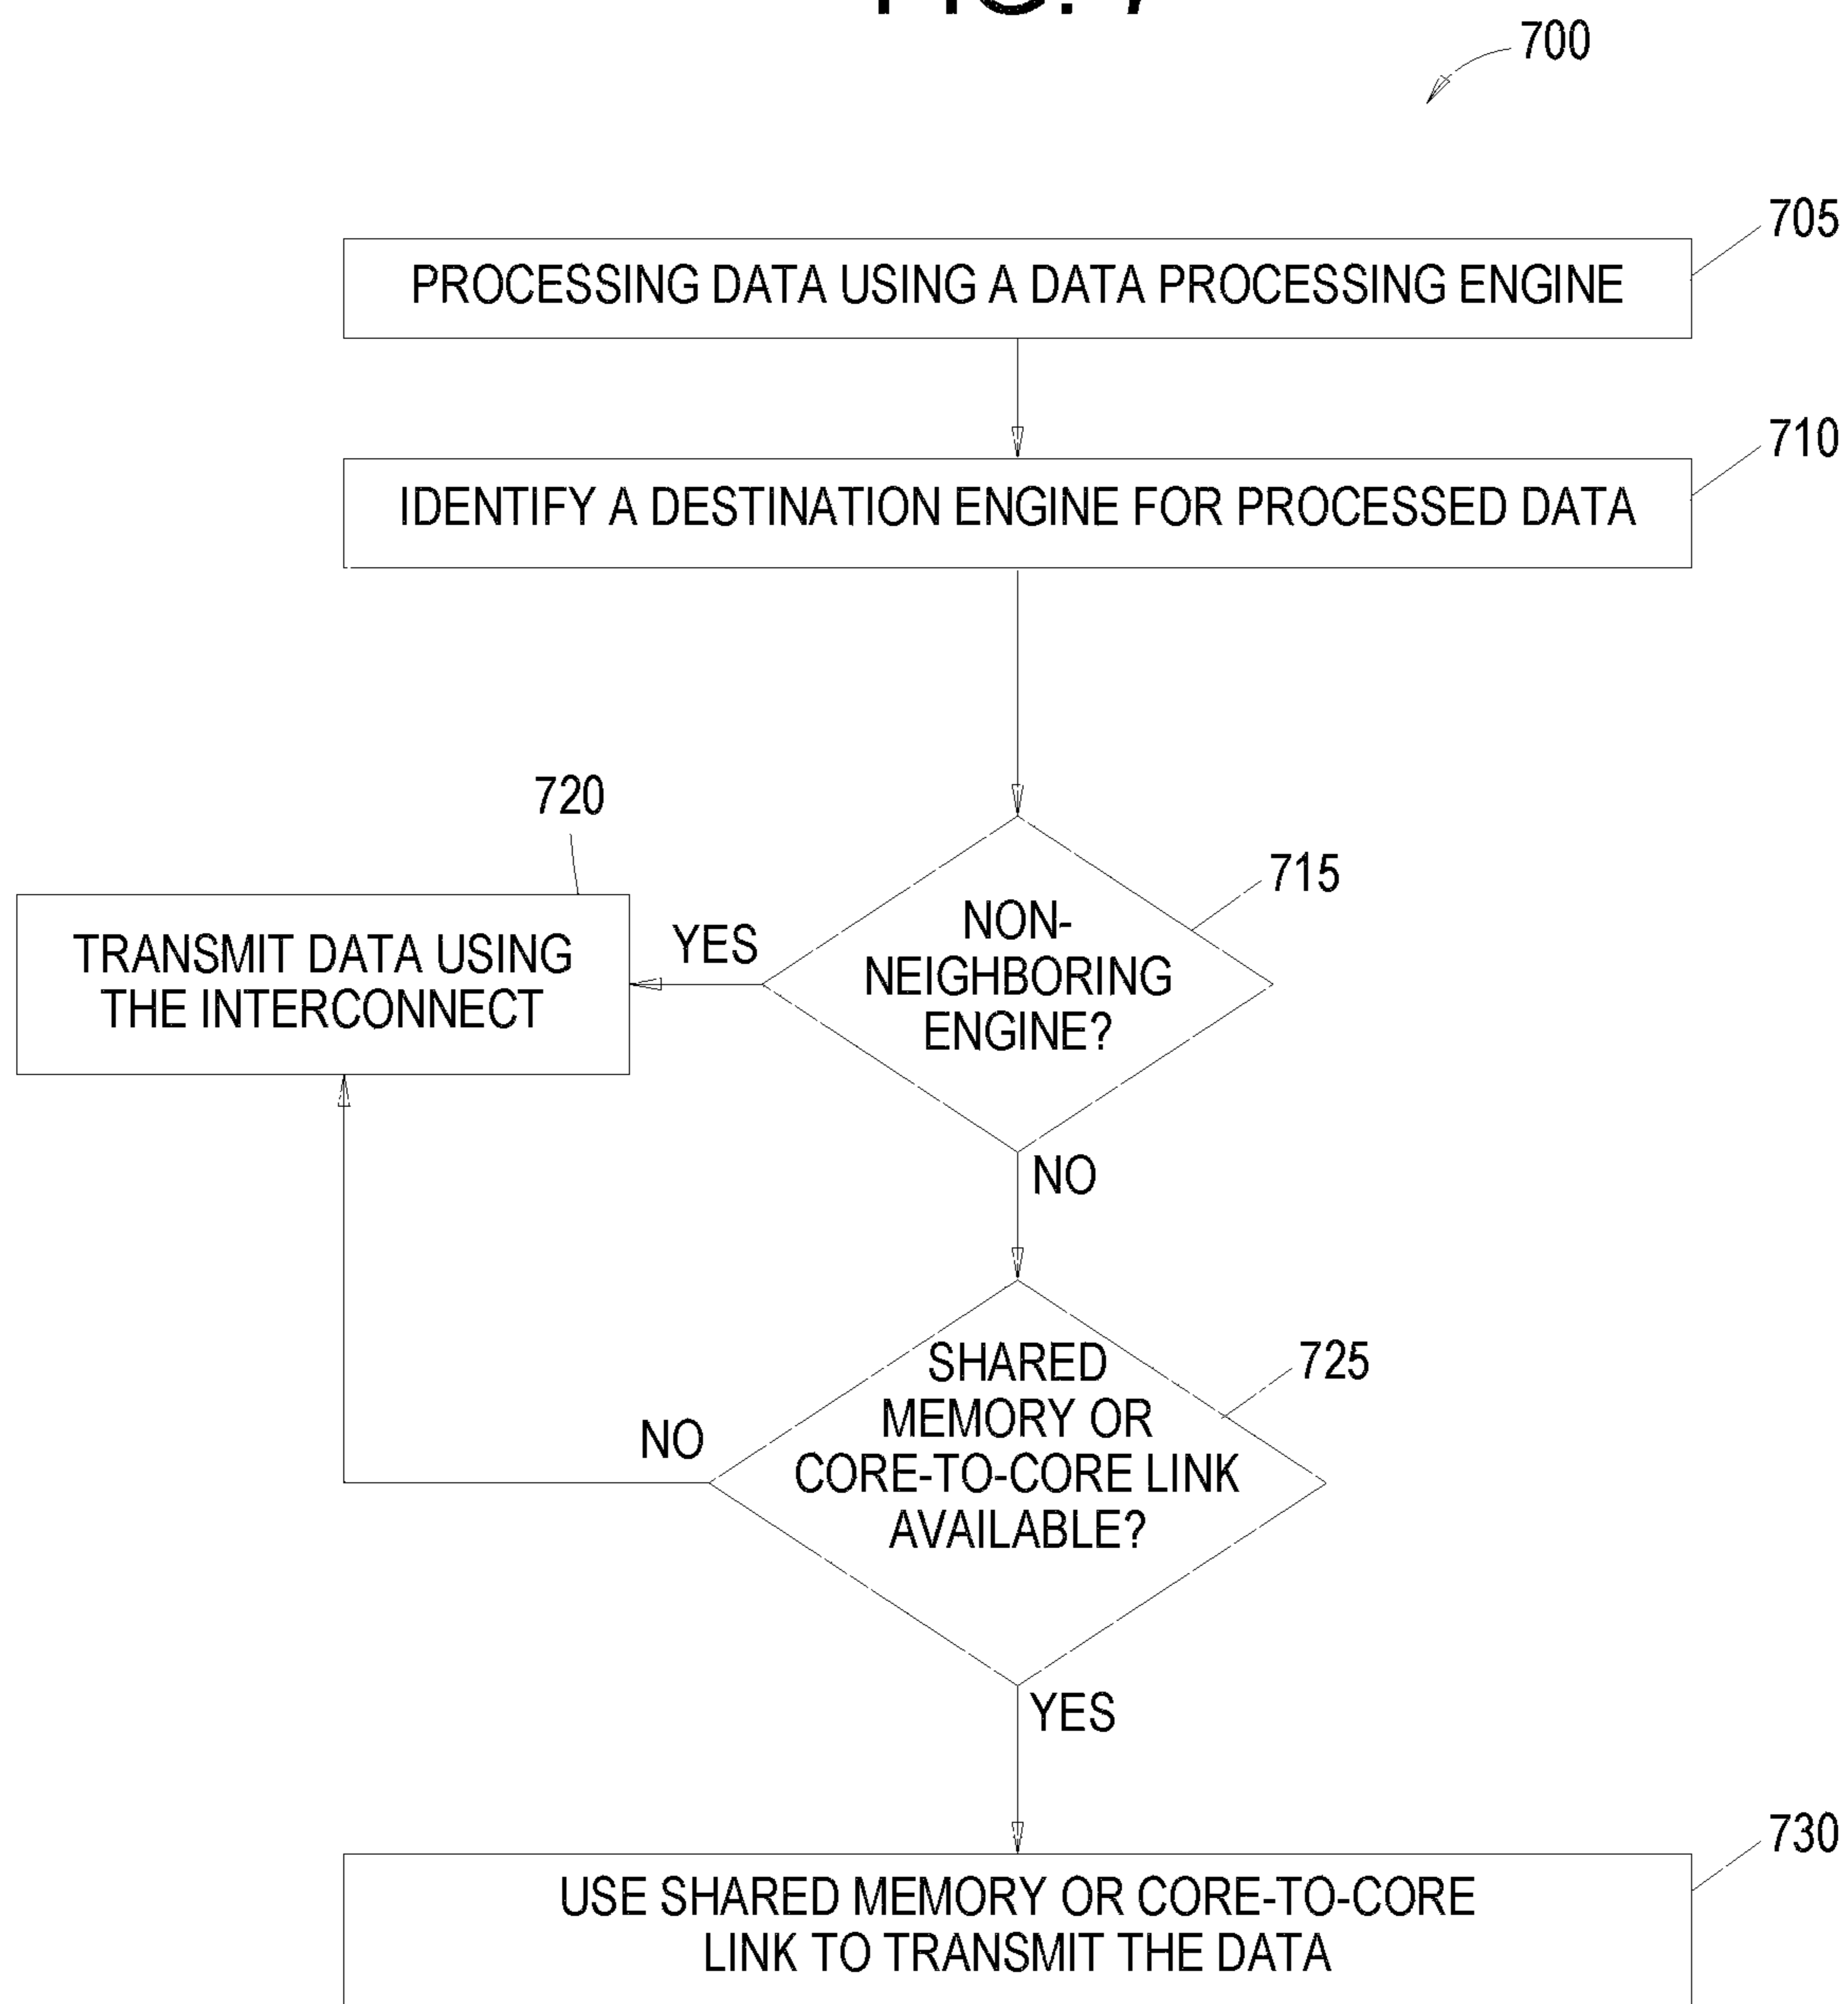 FIG. 7
700
705
PROCESSING DATA USING A DATA PROCESSING ENGINE
710
IDENTIFY A DESTINATION ENGINE FOR PROCESSED DATA
720
715
TRANSMIT DATA USING
THE INTERCONNECT
YES
NON-
NEIGHBORING
ENGINE?
NO
725
SHARED
MEMORY OR
CORE-TO-CORE LINK
AVAILABLE?
NO
YES
730
USE SHARED MEMORY OR CORE-TO-CORE
LINK TO TRANSMIT THE DATA